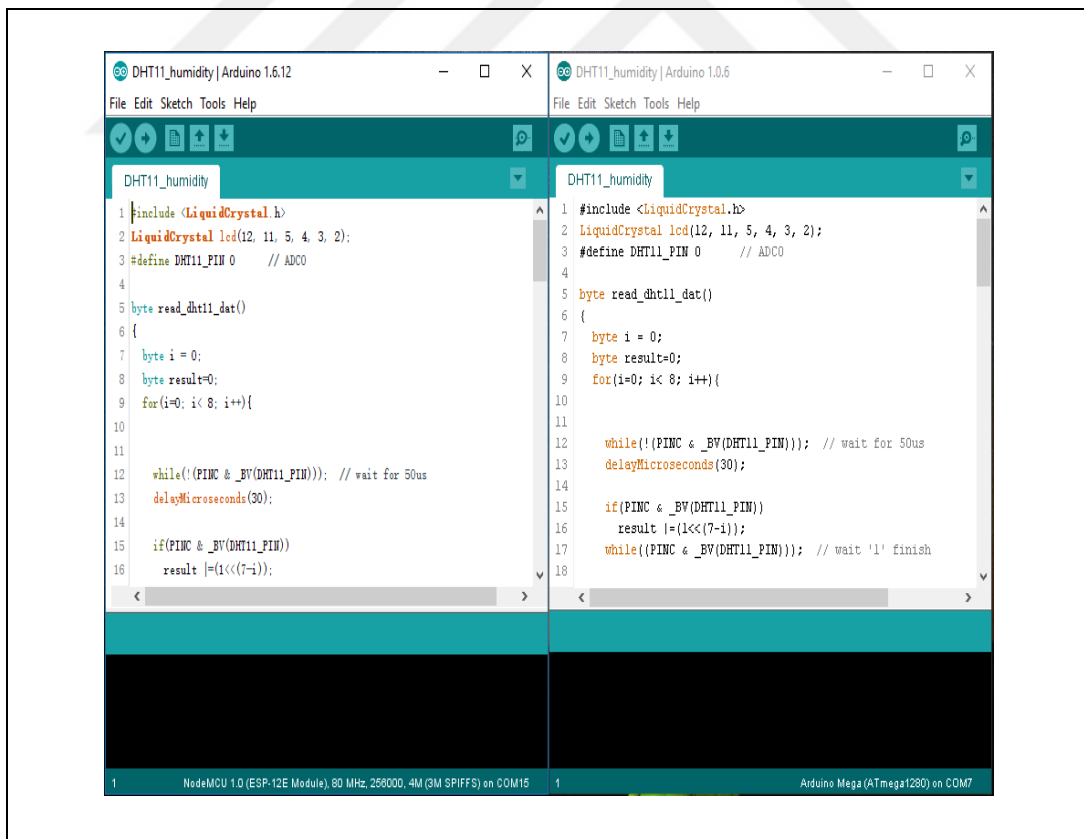 DHT11_humidity | Arduino 1.6.12
File Edit Sketch Tools Help
DHT11_humidity
1 #include <LiquidCrystal.h>
2 LiquidCrystal lcd(12, 11, 5, 4, 3, 2);
3 #define DHT11_PIN 0      // ADC0
4
5 byte read_dht11_dat()
6 {
7   byte i = 0;
8   byte result=0;
9   for(i=0; i< 8; i++){
10
11
12     while(!(PINC & _BV(DHT11_PIN)));  // wait for 50us
13     delayMicroseconds(30);
14
15     if(PINC & _BV(DHT11_PIN))
16       result |=(1<<(7-i));
1 NodeMCU 1.0 (ESP-12E Module), 80 MHz, 256000, 4M (3M SPIFFS) on COM15
DHT11_humidity | Arduino 1.0.6
File Edit Sketch Tools Help
DHT11_humidity
1 #include <LiquidCrystal.h>
2 LiquidCrystal lcd(12, 11, 5, 4, 3, 2);
3 #define DHT11_PIN 0      // ADC0
4
5 byte read_dht11_dat()
6 {
7   byte i = 0;
8   byte result=0;
9   for(i=0; i< 8; i++){
10
11
12     while(!(PINC & _BV(DHT11_PIN)));  // wait for 50us
13     delayMicroseconds(30);
14
15     if(PINC & _BV(DHT11_PIN))
16       result |=(1<<(7-i));
17     while((PINC & _BV(DHT11_PIN)));  // wait '1' finish
18
1 Arduino Mega (ATmega1280) on COM7